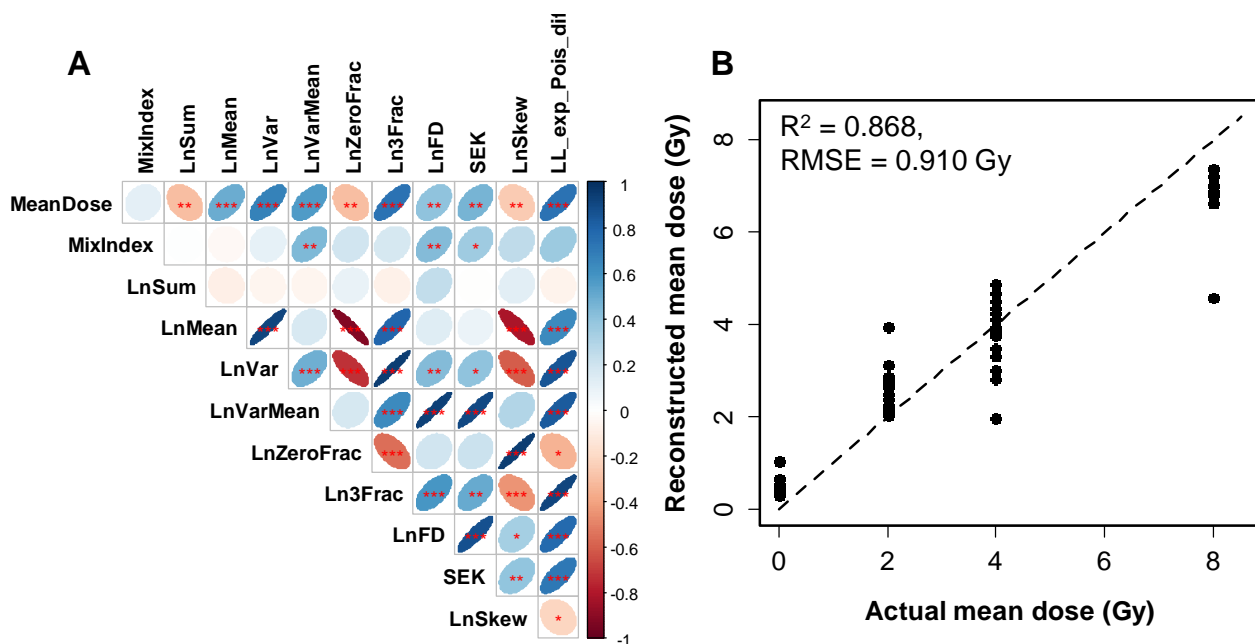 A
MixIndex
LnSum
LnMean
LnVar
LnVarMean
LnZeroFrac
Ln3Frac
LnFD
SEK
LnSkew
LL_exp_Pois_dif
MeanDose
** *** *** *** ** *** ** ** ** ***
MixIndex
** ** *
LnSum
LnMean
*** *** *** *** ***
LnVar
*** *** *** ** * *** ***
LnVarMean
*** *** *** ***
LnZeroFrac
*** *** *
Ln3Frac
*** ** *** ***
LnFD
*** * ***
SEK
** ***
LnSkew
*
1
0.8
0.6
0.4
0.2
0
-0.2
-0.4
-0.6
-0.8
-1
B
R² = 0.868,
RMSE = 0.910 Gy
Reconstructed mean dose (Gy)
8
6
4
2
0
0 2 4 6 8
Actual mean dose (Gy)